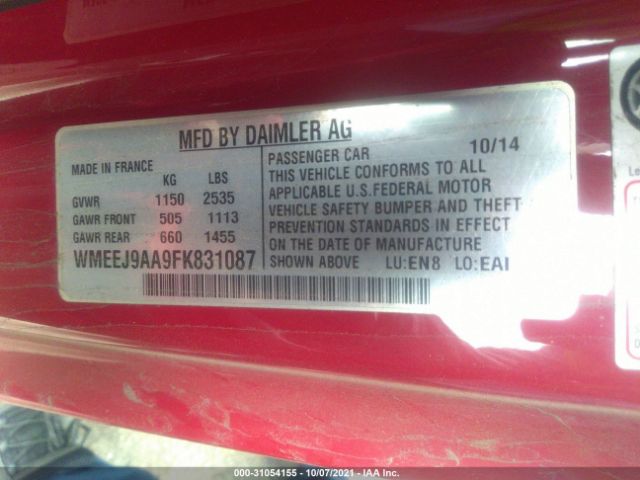 MFD BY DAIMLER AG
MADE IN FRANCE
KG LBS
GVWR 1150 2535
GAWR FRONT 505 1113
GAWR REAR 660 1455
WMEEJ9AA9FK831087
10/14
PASSENGER CAR
THIS VEHICLE CONFORMS TO ALL
APPLICABLE U.S.FEDERAL MOTOR
VEHICLE SAFETY BUMPER AND THEFT
PREVENTION STANDARDS IN EFFECT
ON THE DATE OF MANUFACTURE
SHOWN ABOVE LU:EN8 LO:EAI
000-31054155 - 10/07/2021 - IAA Inc.